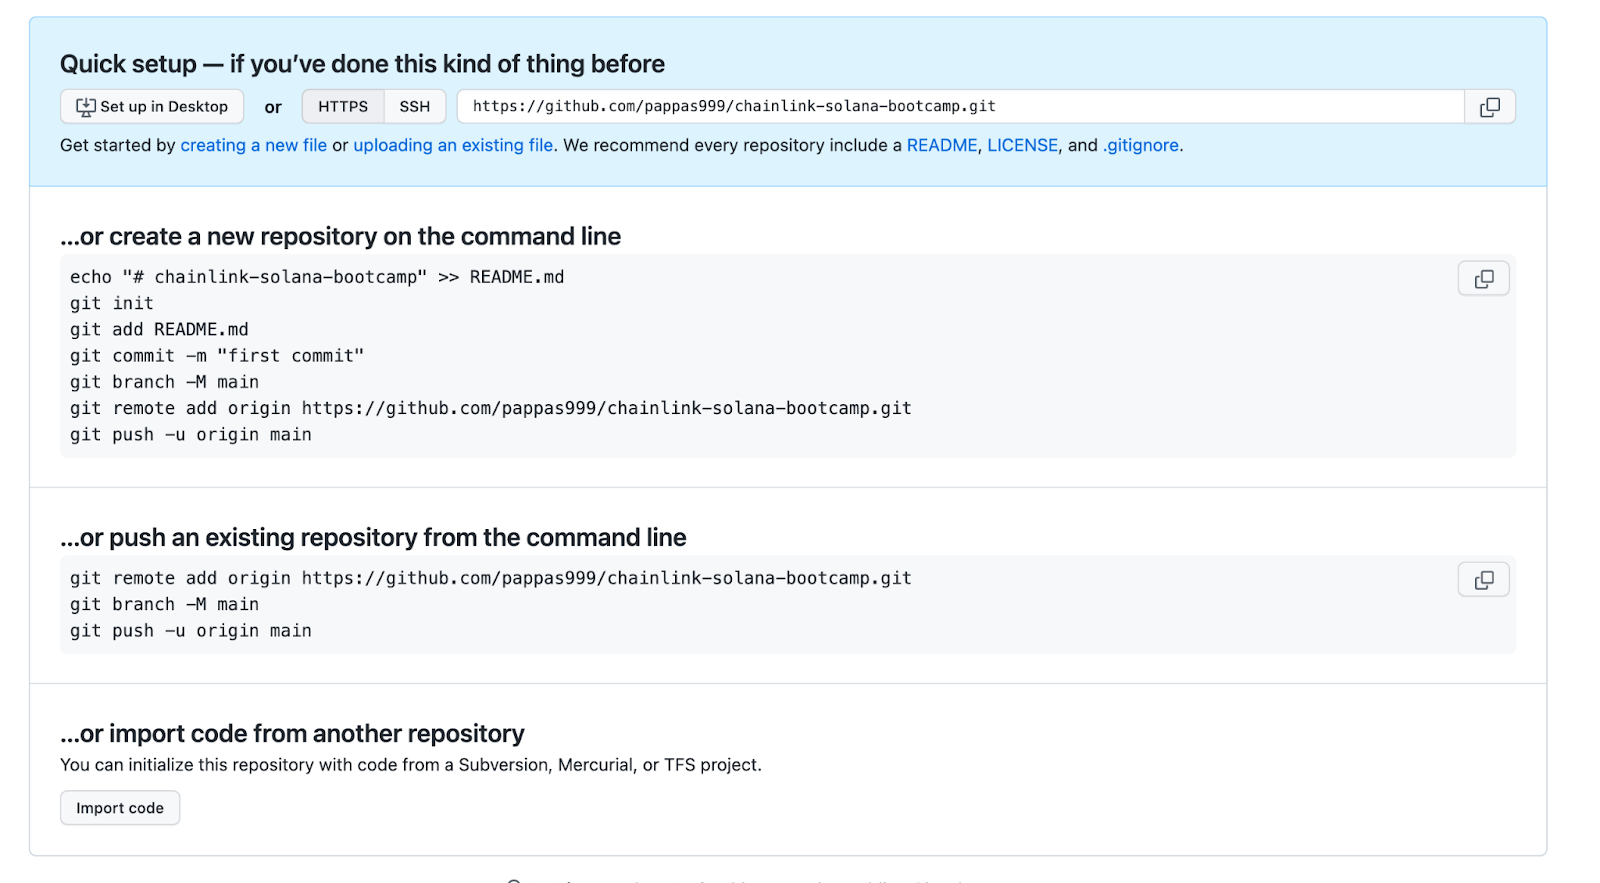 Quick setup — if you’ve done this kind of thing before
Set up in Desktop or HTTPS SSH https://github.com/pappas999/chainlink-solana-bootcamp.git
Get started by creating a new file or uploading an existing file. We recommend every repository include a README, LICENSE, and .gitignore.
…or create a new repository on the command line
echo "# chainlink-solana-bootcamp" >> README.md
git init
git add README.md
git commit -m "first commit"
git branch -M main
git remote add origin https://github.com/pappas999/chainlink-solana-bootcamp.git
git push -u origin main
…or push an existing repository from the command line
git remote add origin https://github.com/pappas999/chainlink-solana-bootcamp.git
git branch -M main
git push -u origin main
…or import code from another repository
You can initialize this repository with code from a Subversion, Mercurial, or TFS project.
Import code